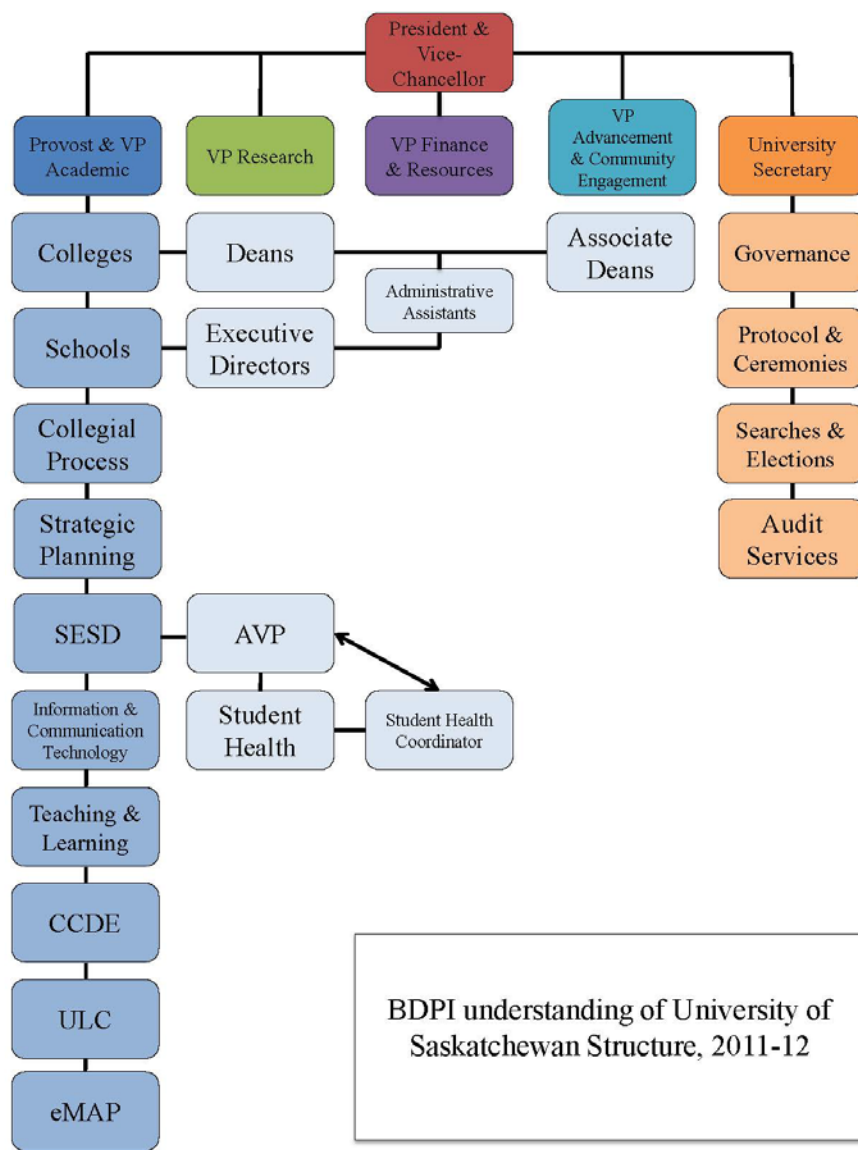 President &
Vice-
Chancellor
Provost & VP
Academic
VP Research
VP Finance
& Resources
VP
Advancement
& Community
Engagement
University
Secretary
Colleges
Deans
Associate
Deans
Governance
Administrative
Assistants
Schools
Executive
Directors
Protocol &
Ceremonies
Collegial
Process
Searches &
Elections
Strategic
Planning
Audit
Services
SESD
AVP
Information &
Communication
Technology
Student
Health
Student Health
Coordinator
Teaching &
Learning
CCDE
ULC
eMAP
BDPI understanding of University of
Saskatchewan Structure, 2011-12